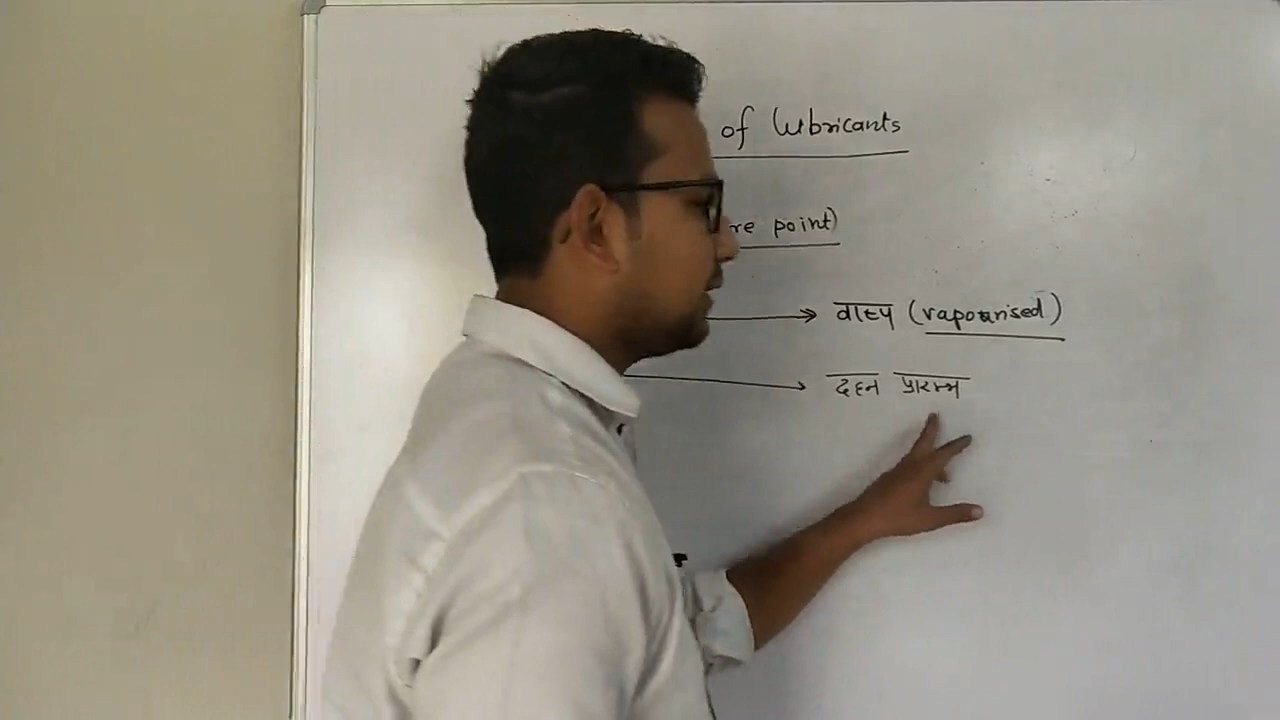 of lubricants
re point)
वाष्प (vapourised)
दहन प्रारम्भ